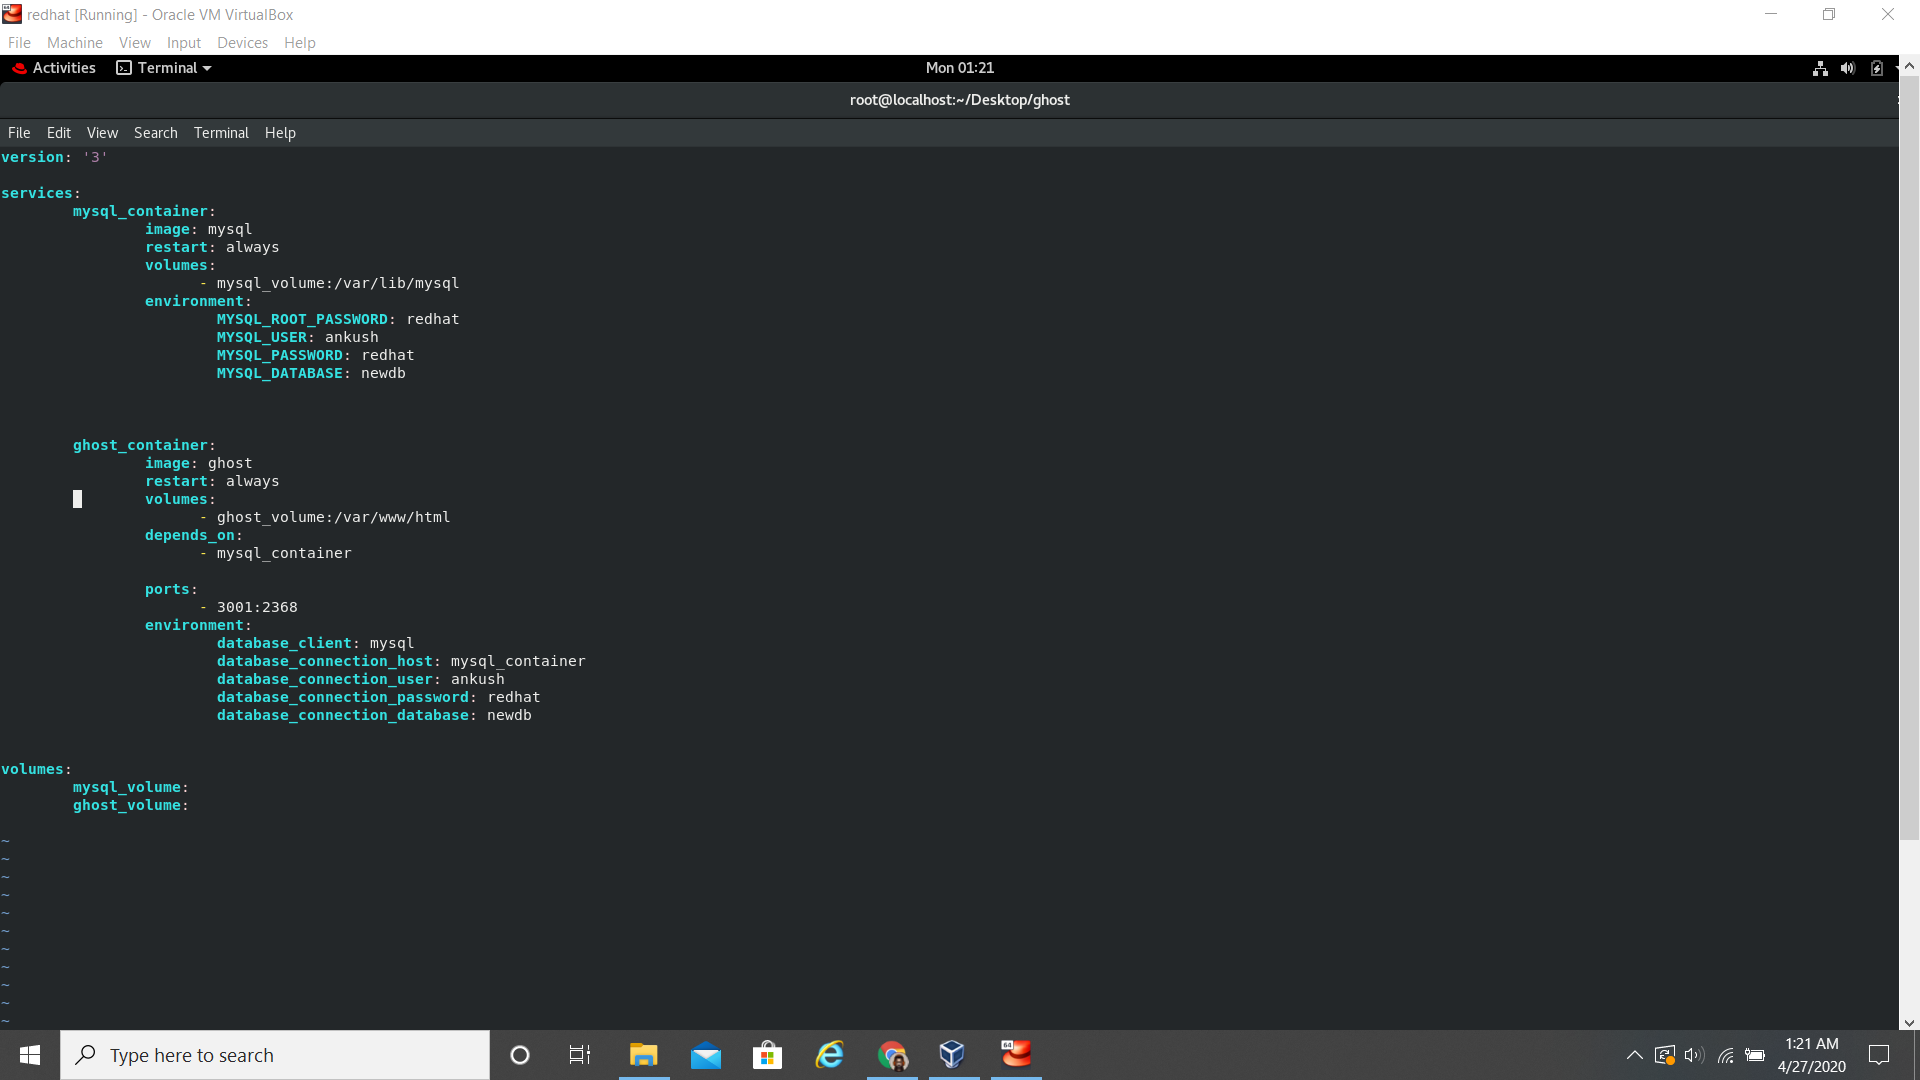 redhat [Running] - Oracle VM VirtualBox
File Machine View Input Devices Help
Activities Terminal Mon 01:21
root@localhost:~/Desktop/ghost
File Edit View Search Terminal Help
version: '3'
services:
mysql_container:
image: mysql
restart: always
volumes:
- mysql_volume:/var/lib/mysql
environment:
MYSQL_ROOT_PASSWORD: redhat
MYSQL_USER: ankush
MYSQL_PASSWORD: redhat
MYSQL_DATABASE: newdb
ghost_container:
image: ghost
restart: always
volumes:
- ghost_volume:/var/www/html
depends_on:
- mysql_container
ports:
- 3001:2368
environment:
database_client: mysql
database_connection_host: mysql_container
database_connection_user: ankush
database_connection_password: redhat
database_connection_database: newdb
volumes:
mysql_volume:
ghost_volume:
~
~
~
~
~
~
~
~
~
~
~
Type here to search
1:21 AM
4/27/2020